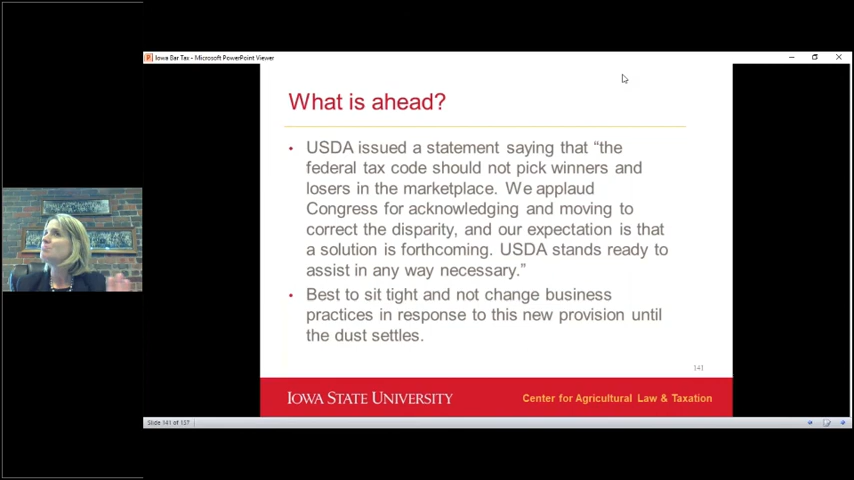 Iowa Bar Tax - Microsoft PowerPoint Viewer
What is ahead?
• USDA issued a statement saying that “the
federal tax code should not pick winners and
losers in the marketplace. We applaud
Congress for acknowledging and moving to
correct the disparity, and our expectation is that
a solution is forthcoming. USDA stands ready to
assist in any way necessary.”
• Best to sit tight and not change business
practices in response to this new provision until
the dust settles.
141
IOWA STATE UNIVERSITY
Center for Agricultural Law & Taxation
Slide 141 of 157